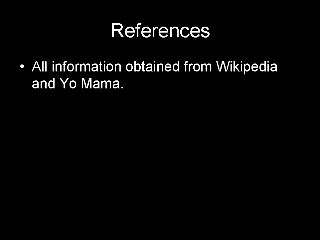 References
• All information obtained from Wikipedia
and Yo Mama.